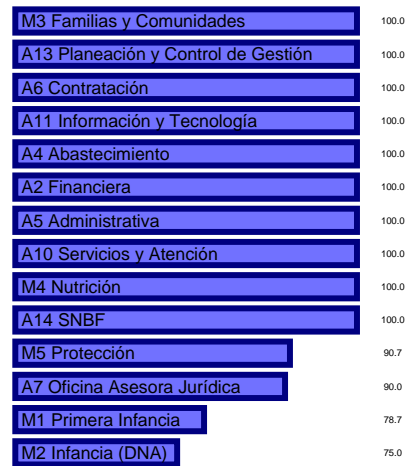 M3 Familias y Comunidades 100.0
A13 Planeación y Control de Gestión 100.0
A6 Contratación 100.0
A11 Información y Tecnología 100.0
A4 Abastecimiento 100.0
A2 Financiera 100.0
A5 Administrativa 100.0
A10 Servicios y Atención 100.0
M4 Nutrición 100.0
A14 SNBF 100.0
M5 Protección 90.7
A7 Oficina Asesora Jurídica 90.0
M1 Primera Infancia 78.7
M2 Infancia (DNA) 75.0